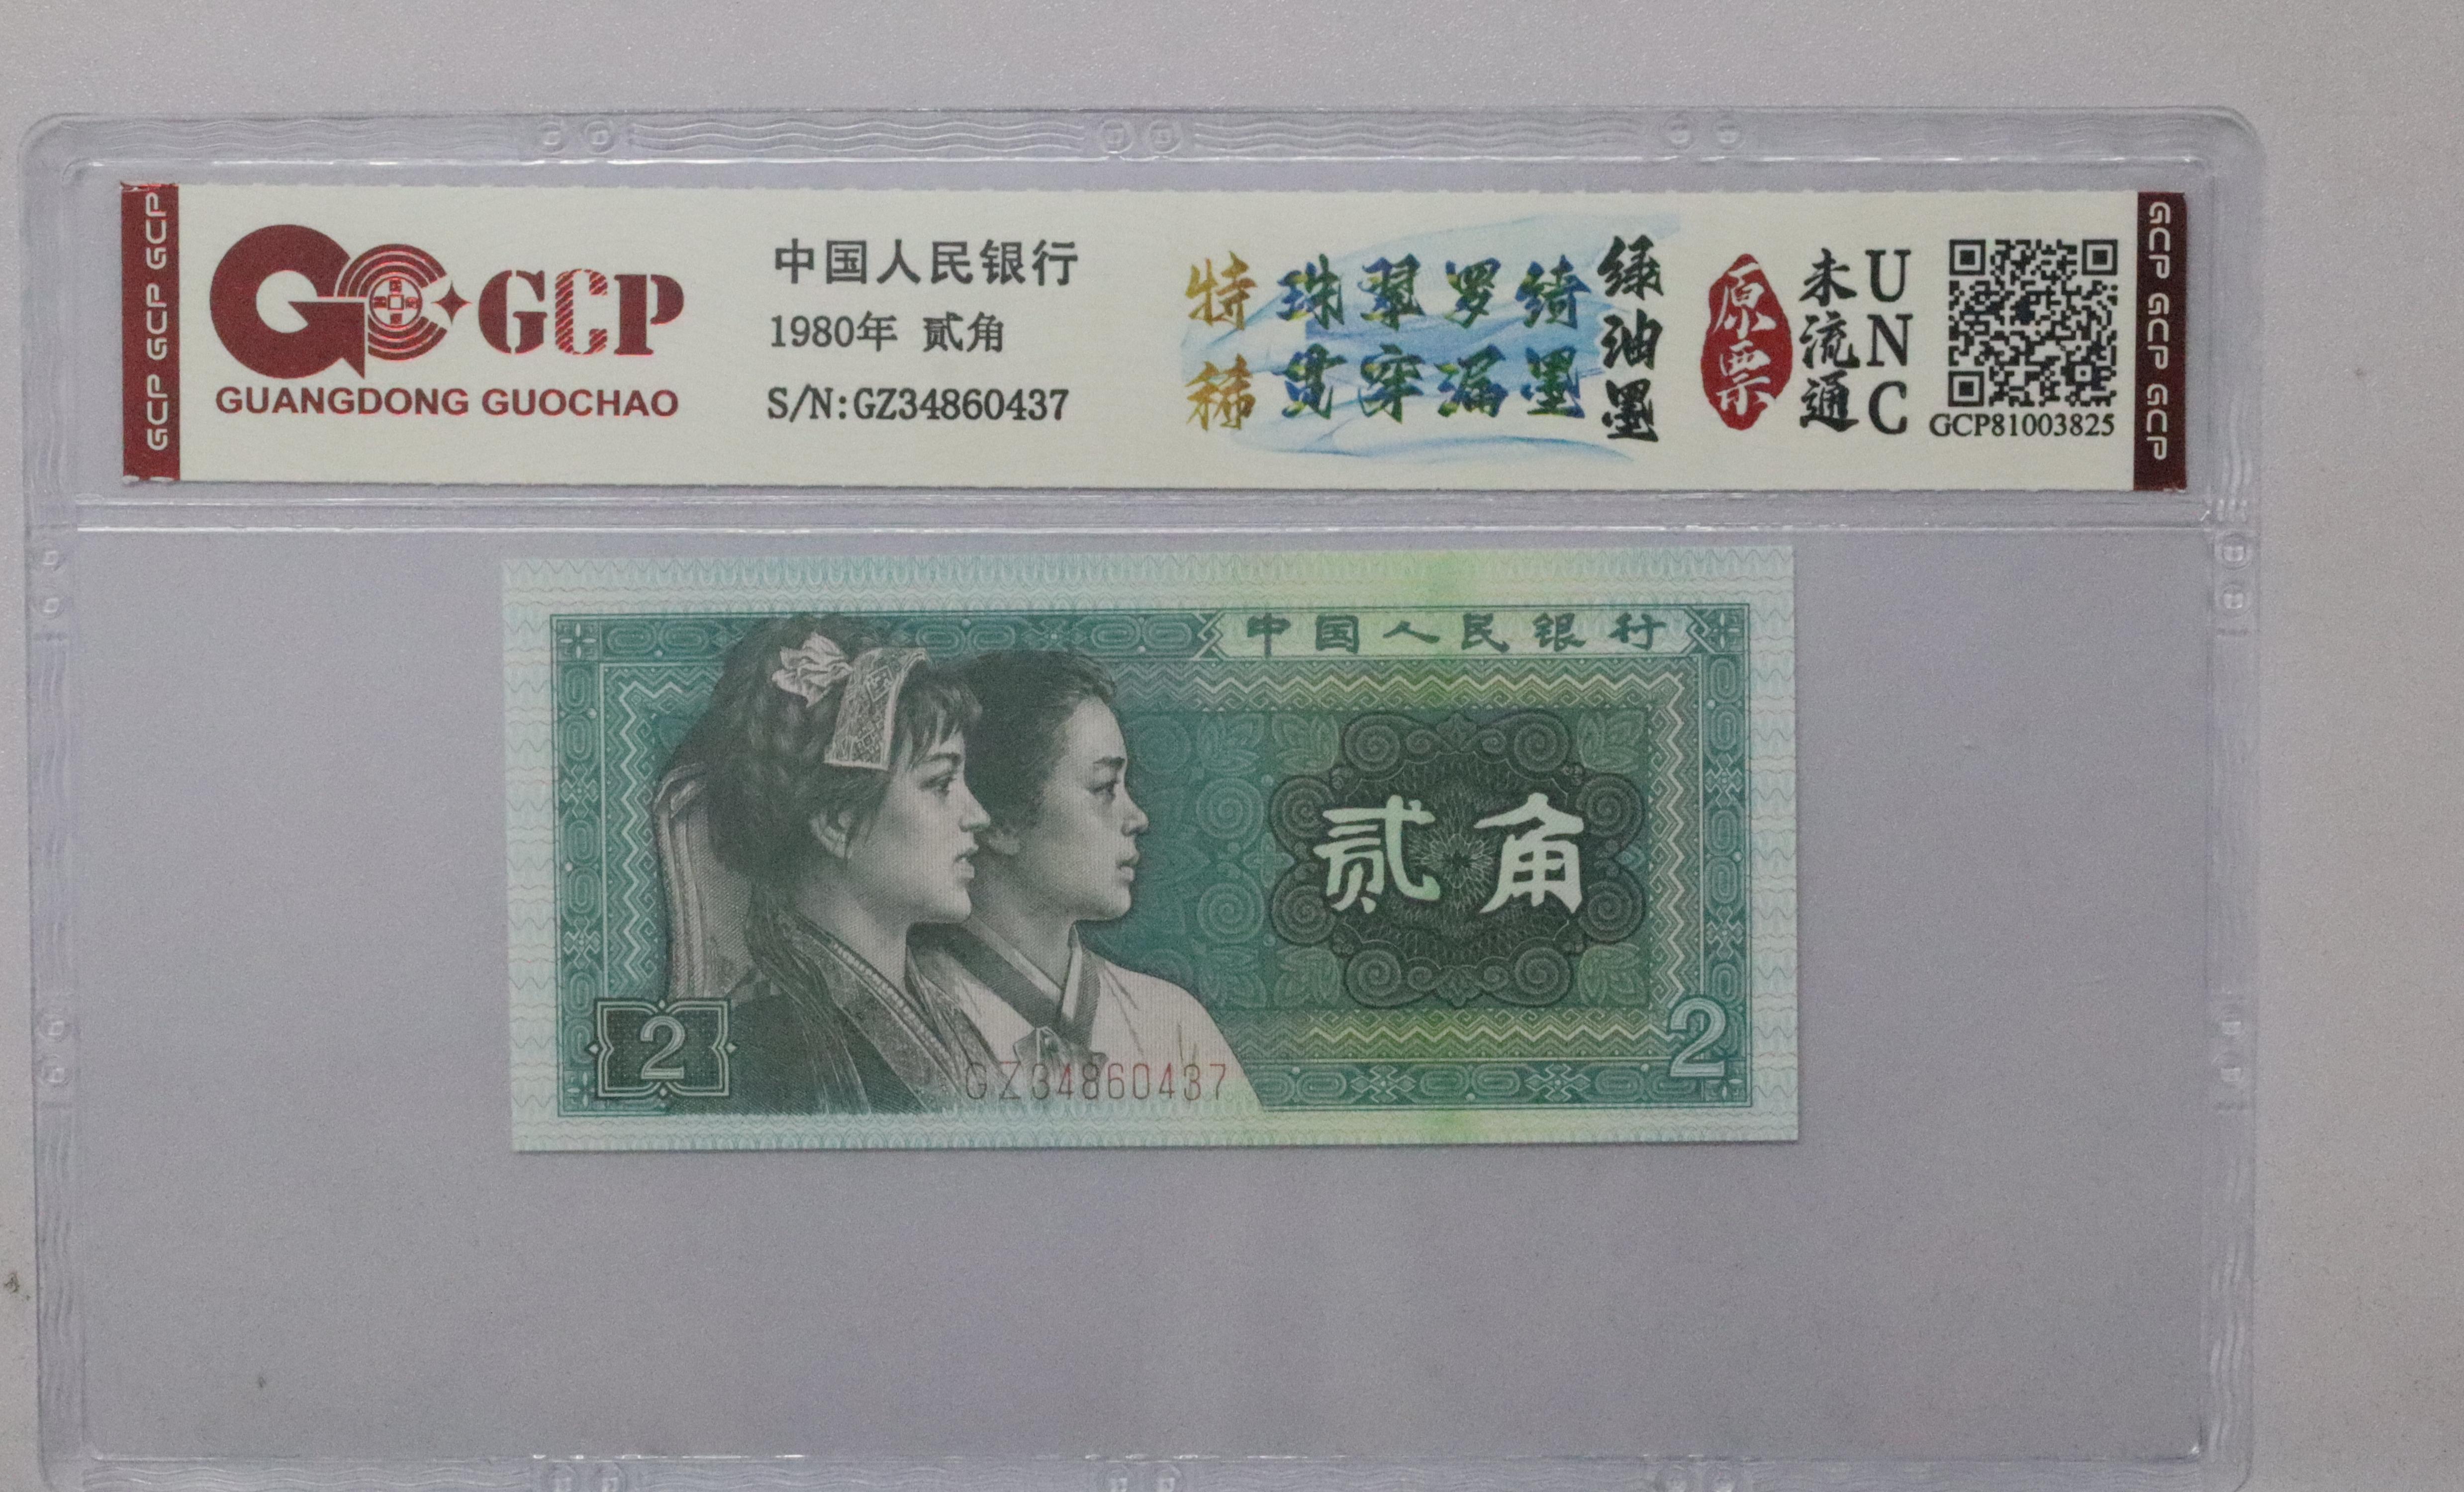 GCP GCP GCP
GCP
GUANGDONG GUOCHAO
中国人民银行
1980年 贰角
S/N:GZ34860437
特稀
珠翠罗绮
贯穿漏墨
绿油墨
原票
未流通
UNC
GCP81003825
GCP GCP GCP
中国人民银行
贰角
2
2
GZ34860437